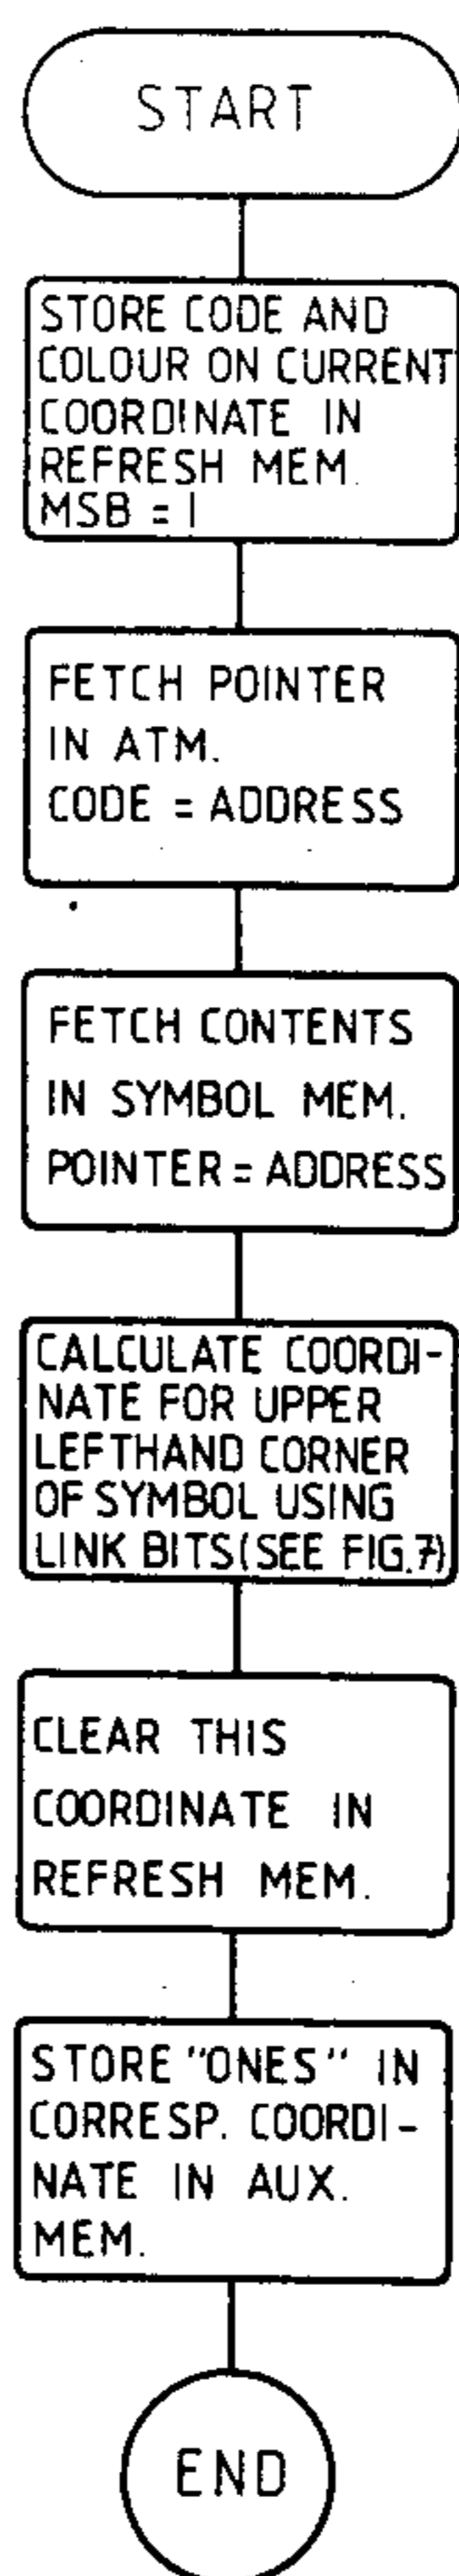 START
STORE CODE AND
COLOUR ON CURRENT
COORDINATE IN
REFRESH MEM.
MSB = 1
FETCH POINTER
IN ATM.
CODE = ADDRESS
FETCH CONTENTS
IN SYMBOL MEM.
POINTER = ADDRESS
CALCULATE COORDI-
NATE FOR UPPER
LEFTHAND CORNER
OF SYMBOL USING
LINK BITS (SEE FIG.7)
CLEAR THIS
COORDINATE IN
REFRESH MEM.
STORE "ONES" IN
CORRESP. COORDI-
NATE IN AUX.
MEM.
END